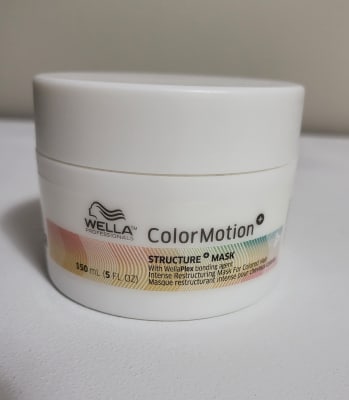 WELLA™
PROFESSIONALS
ColorMotion+
STRUCTURE+ MASK
With WellaPlex bonding agent
Intense Restructuring Mask For Colored Hair
Masque restructurant intense pour cheveux colorés
150 mL (5 FL OZ)